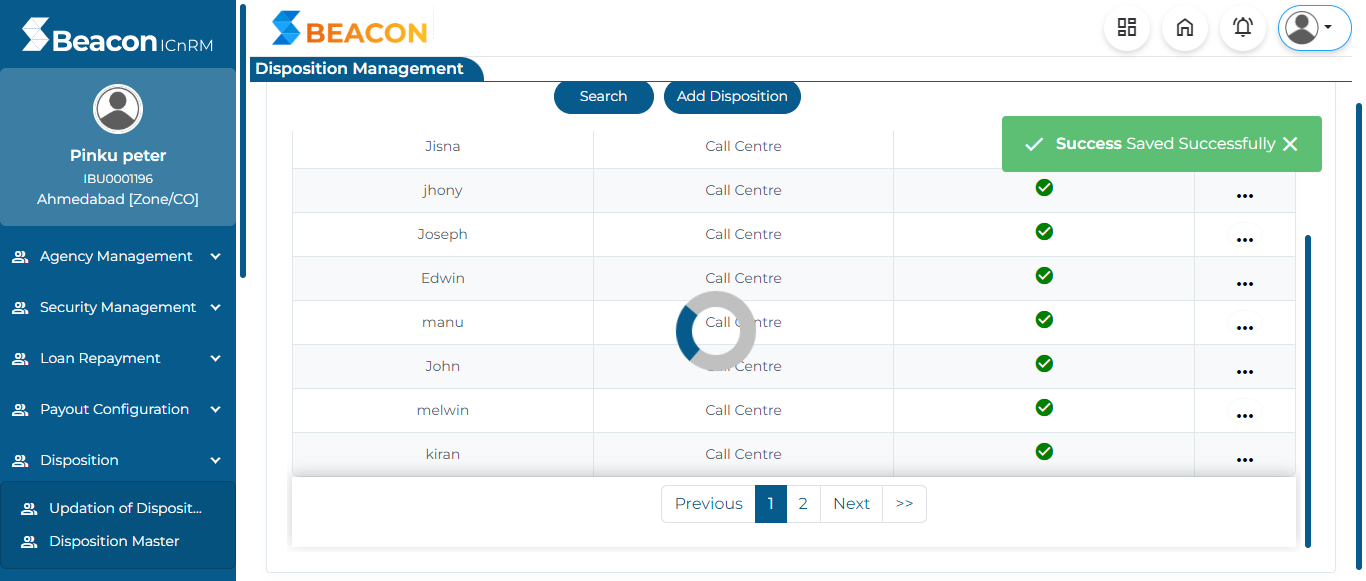 Beacon ICnRM
BEACON
Disposition Management
Pinku peter
IBU0001196
Ahmedabad [Zone/CO]
Agency Management
Security Management
Loan Repayment
Payout Configuration
Disposition
Updation of Disposit...
Disposition Master
Search Add Disposition
Success Saved Successfully
Jisna Call Centre
jhony Call Centre
Joseph Call Centre
Edwin Call Centre
manu Call Centre
John Call Centre
melwin Call Centre
kiran Call Centre
Previous 1 2 Next >>